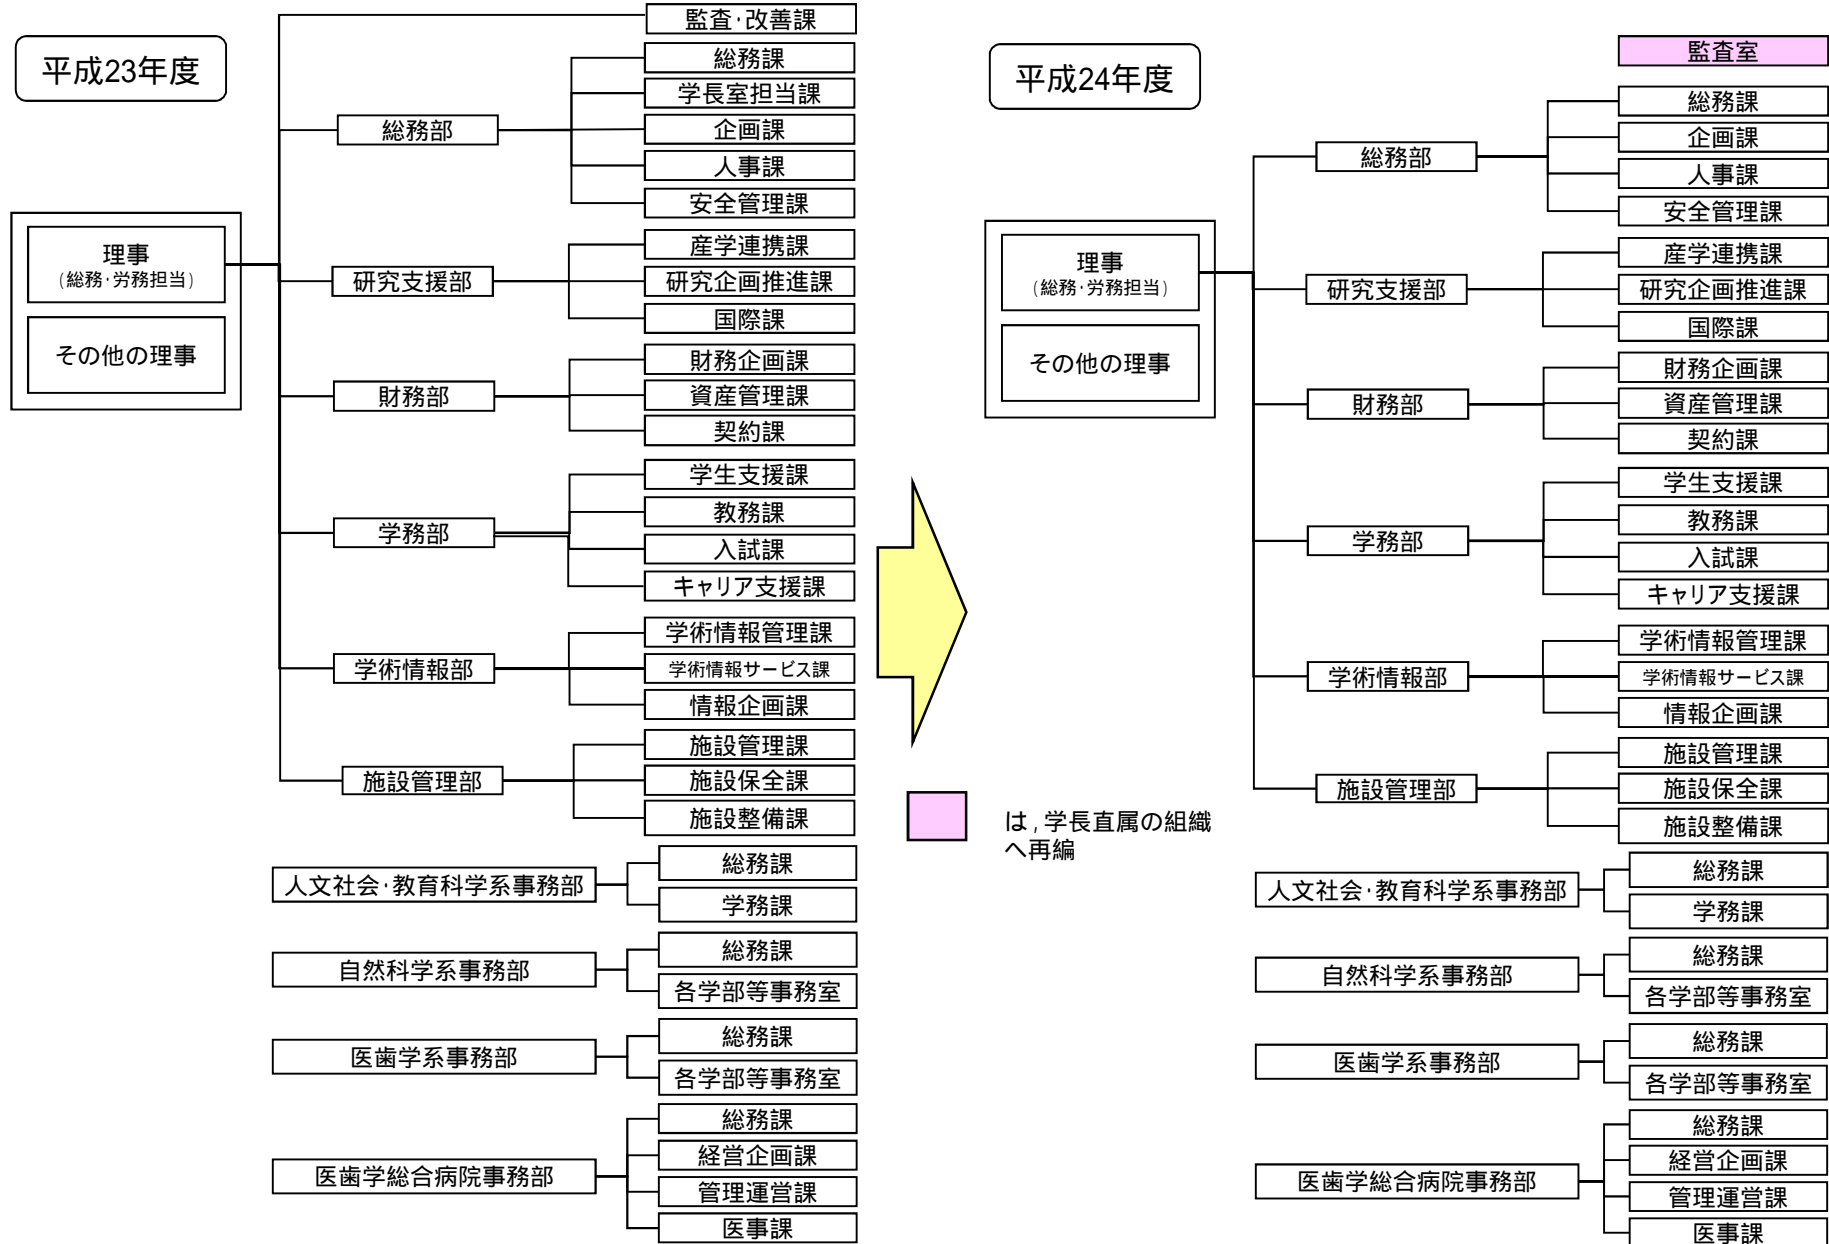 平成23年度
監査・改善課
総務部
総務課
学長室担当課
企画課
人事課
安全管理課
理事
(総務・労務担当)
その他の理事
研究支援部
産学連携課
研究企画推進課
国際課
財務部
財務企画課
資産管理課
契約課
学務部
学生支援課
教務課
入試課
キャリア支援課
学術情報部
学術情報管理課
学術情報サービス課
情報企画課
施設管理部
施設管理課
施設保全課
施設整備課
人文社会・教育科学系事務部
総務課
学務課
自然科学系事務部
総務課
各学部等事務室
医歯学系事務部
総務課
各学部等事務室
医歯学総合病院事務部
総務課
経営企画課
管理運営課
医事課
は,学長直属の組織
へ再編
平成24年度
監査室
総務部
総務課
企画課
人事課
安全管理課
理事
(総務・労務担当)
その他の理事
研究支援部
産学連携課
研究企画推進課
国際課
財務部
財務企画課
資産管理課
契約課
学務部
学生支援課
教務課
入試課
キャリア支援課
学術情報部
学術情報管理課
学術情報サービス課
情報企画課
施設管理部
施設管理課
施設保全課
施設整備課
人文社会・教育科学系事務部
総務課
学務課
自然科学系事務部
総務課
各学部等事務室
医歯学系事務部
総務課
各学部等事務室
医歯学総合病院事務部
総務課
経営企画課
管理運営課
医事課